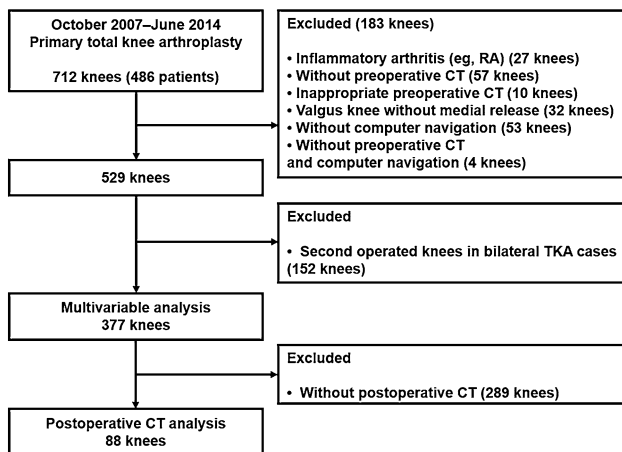 October 2007–June 2014
Primary total knee arthroplasty
712 knees (486 patients)
Excluded (183 knees)
• Inflammatory arthritis (eg, RA) (27 knees)
• Without preoperative CT (57 knees)
• Inappropriate preoperative CT (10 knees)
• Valgus knee without medial release (32 knees)
• Without computer navigation (53 knees)
• Without preoperative CT
and computer navigation (4 knees)
529 knees
Excluded
• Second operated knees in bilateral TKA cases
(152 knees)
Multivariable analysis
377 knees
Excluded
• Without postoperative CT (289 knees)
Postoperative CT analysis
88 knees